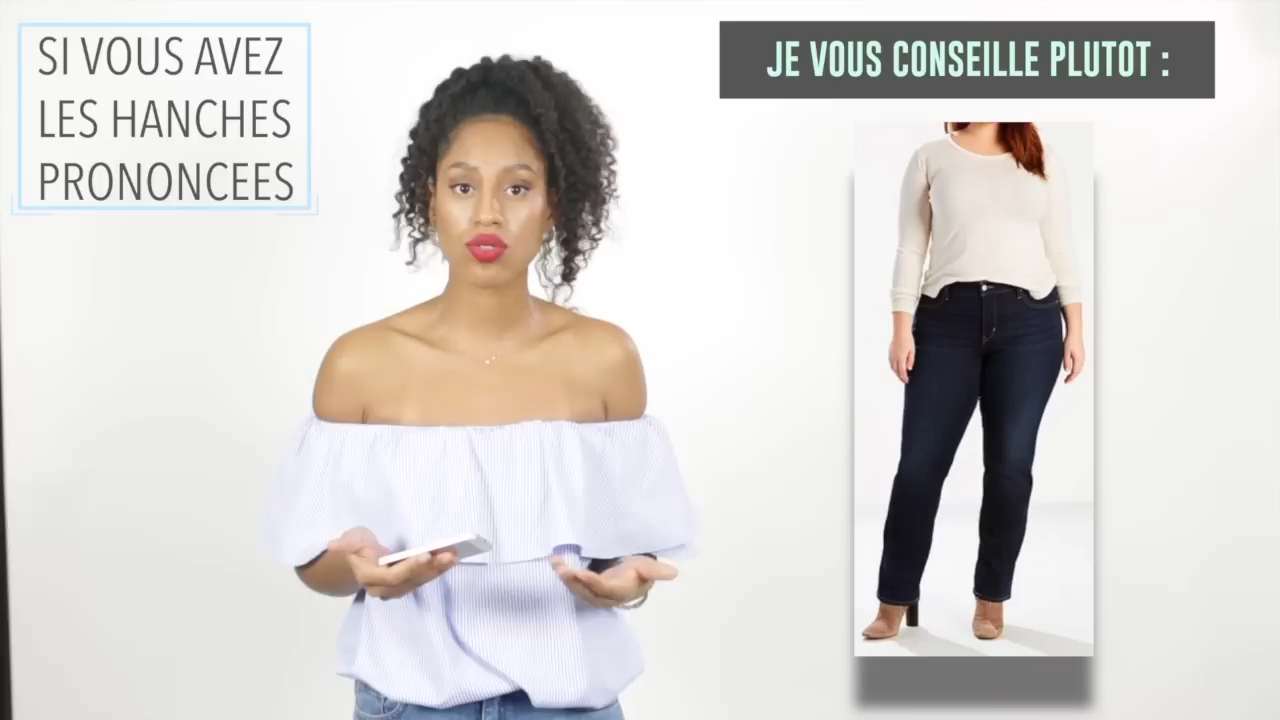 SI VOUS AVEZ
LES HANCHES
PRONONCEES
JE VOUS CONSEILLE PLUTOT :